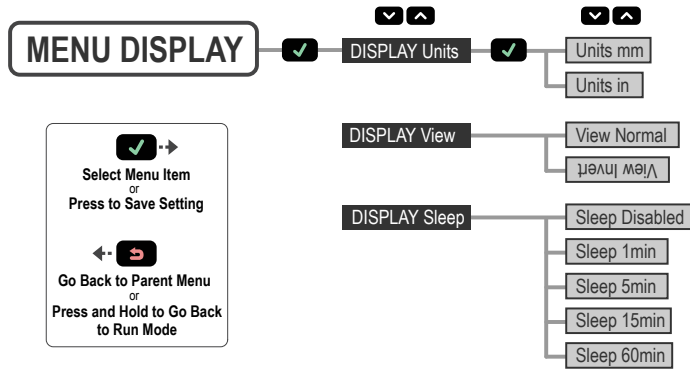 MENU DISPLAY
DISPLAY Units
Units mm
Units in
DISPLAY View
View Normal
View Invert
DISPLAY Sleep
Sleep Disabled
Sleep 1min
Sleep 5min
Sleep 15min
Sleep 60min
Select Menu Item
or
Press to Save Setting
Go Back to Parent Menu
or
Press and Hold to Go Back
to Run Mode